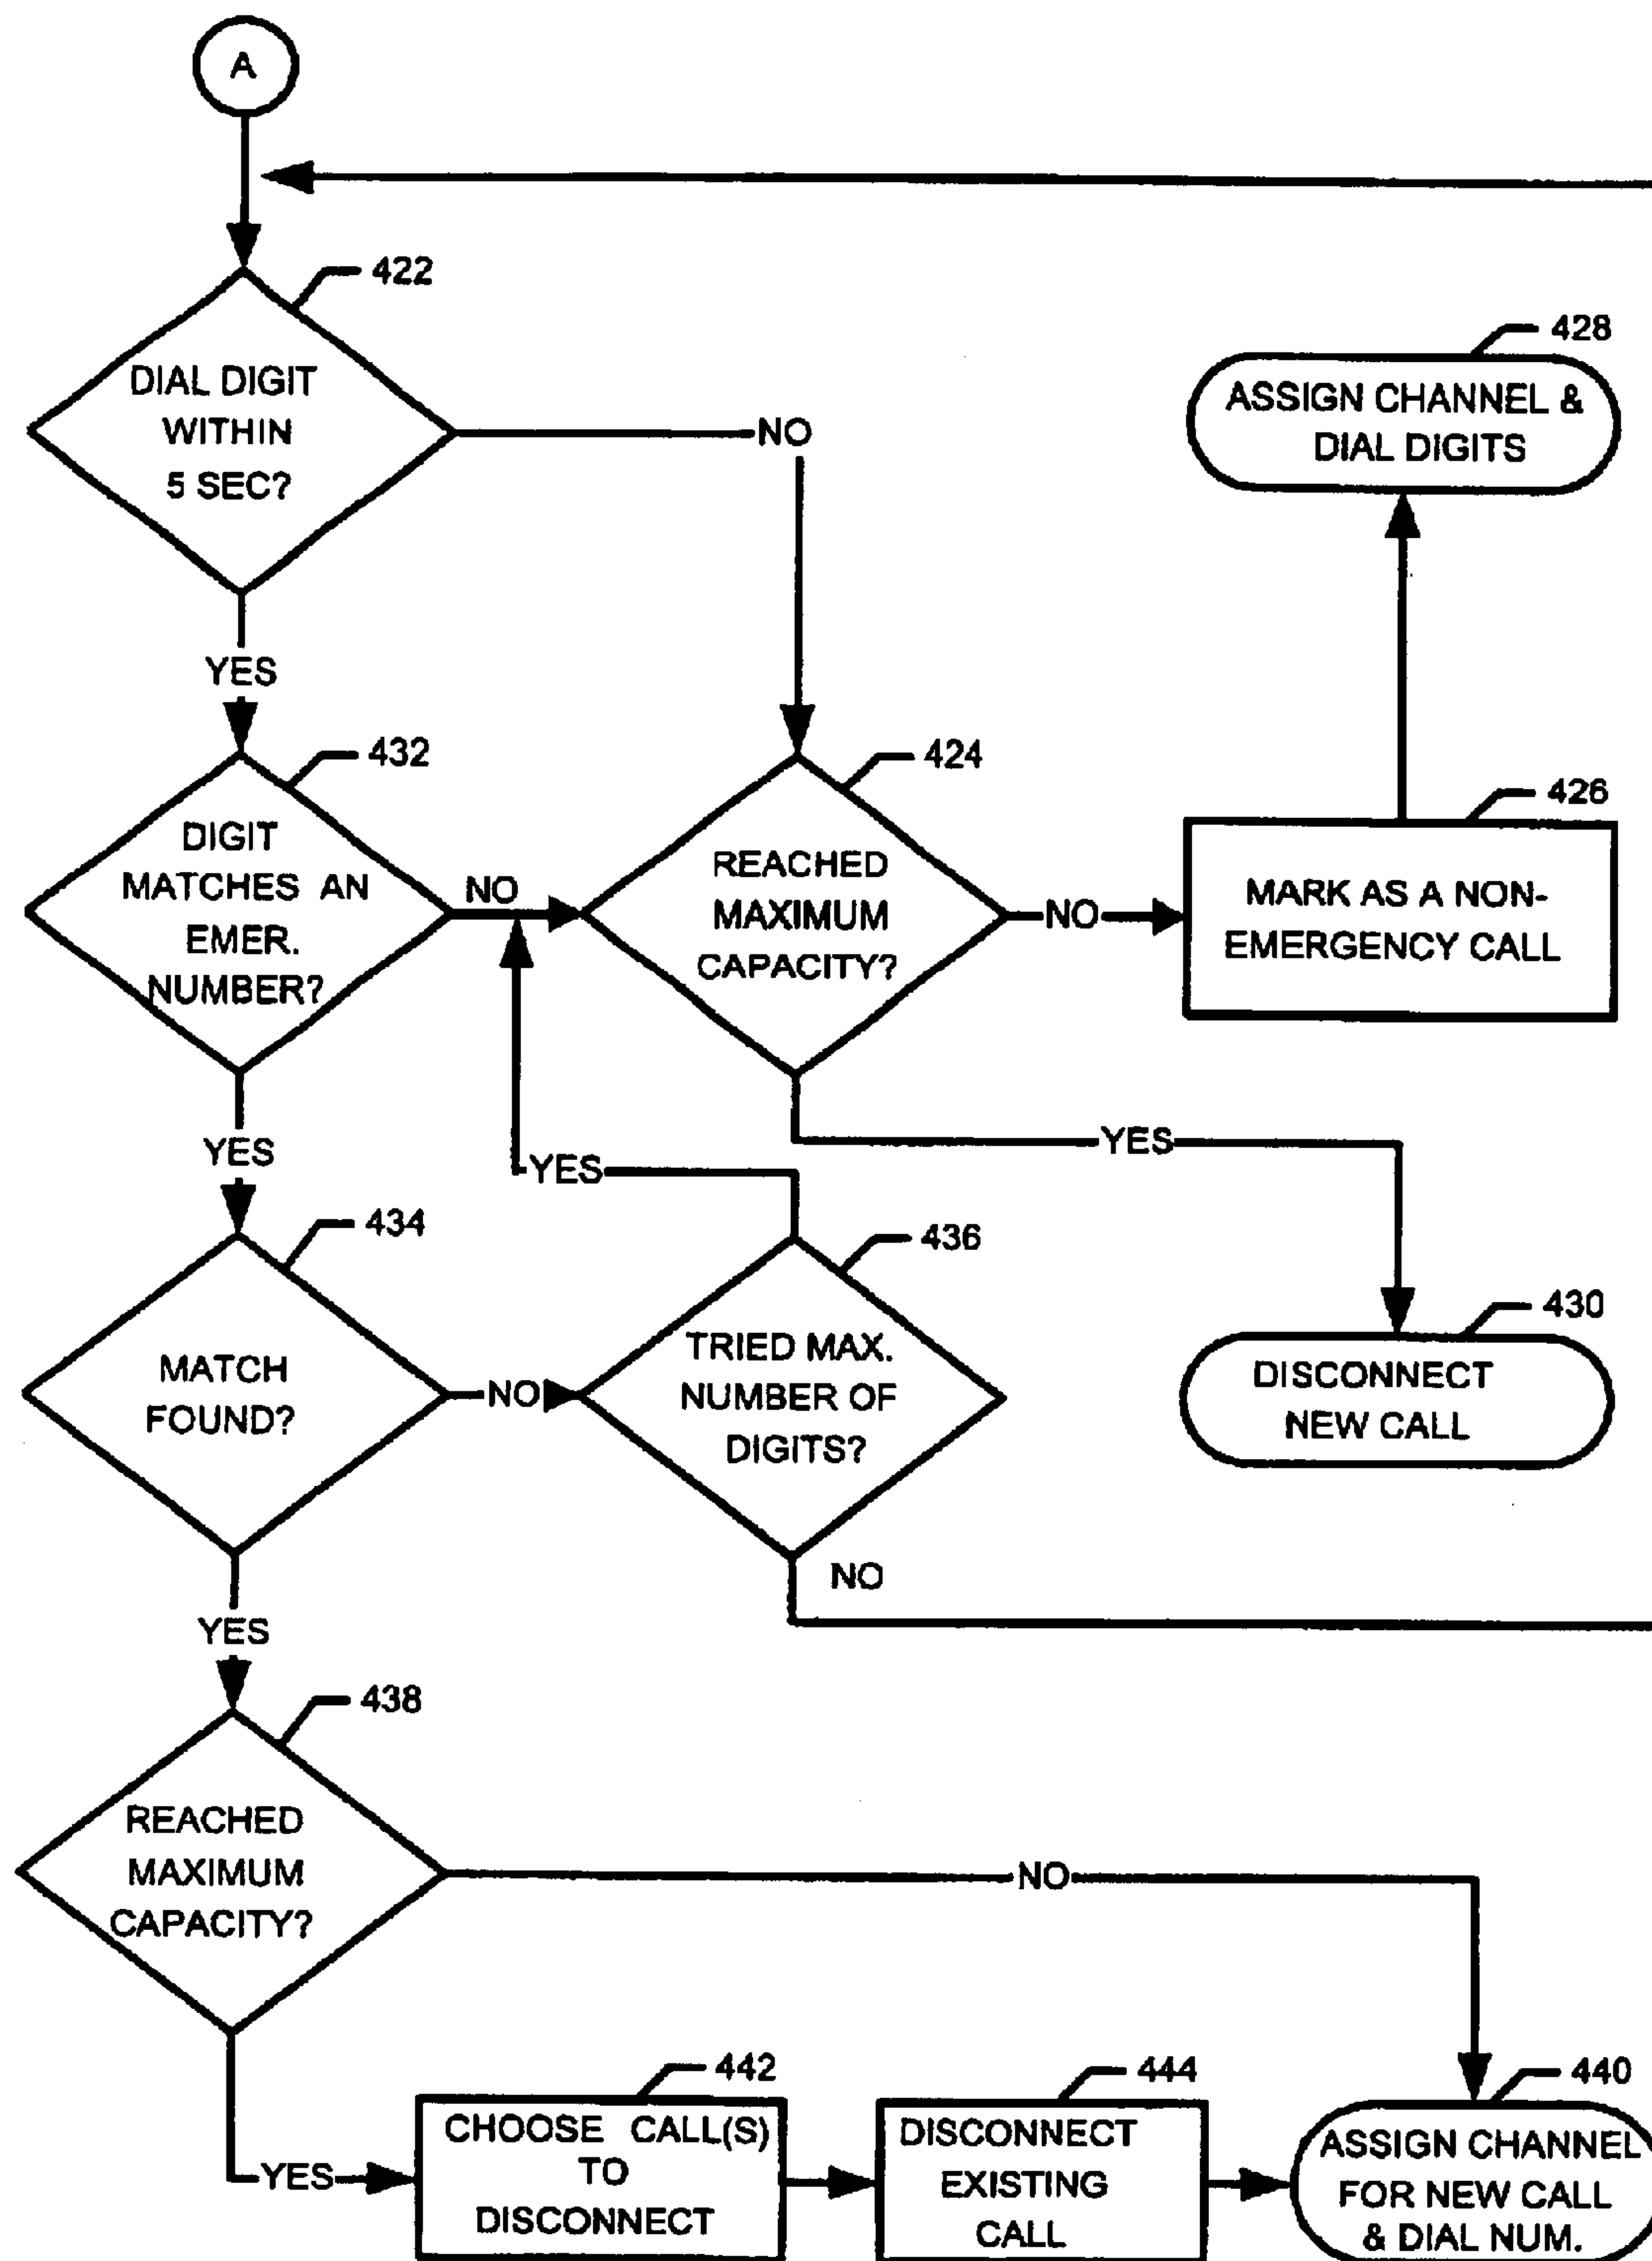 A
422
DIAL DIGIT
WITHIN
5 SEC?
NO
YES
428
ASSIGN CHANNEL &
DIAL DIGITS
432
DIGIT
MATCHES AN
EMER.
NUMBER?
NO
YES
424
REACHED
MAXIMUM
CAPACITY?
NO
YES
426
MARK AS A NON-
EMERGENCY CALL
434
MATCH
FOUND?
NO
YES
YES
436
TRIED MAX.
NUMBER OF
DIGITS?
NO
430
DISCONNECT
NEW CALL
438
REACHED
MAXIMUM
CAPACITY?
NO
YES
442
CHOOSE CALL(S)
TO
DISCONNECT
444
DISCONNECT
EXISTING
CALL
440
ASSIGN CHANNEL
FOR NEW CALL
& DIAL NUM.